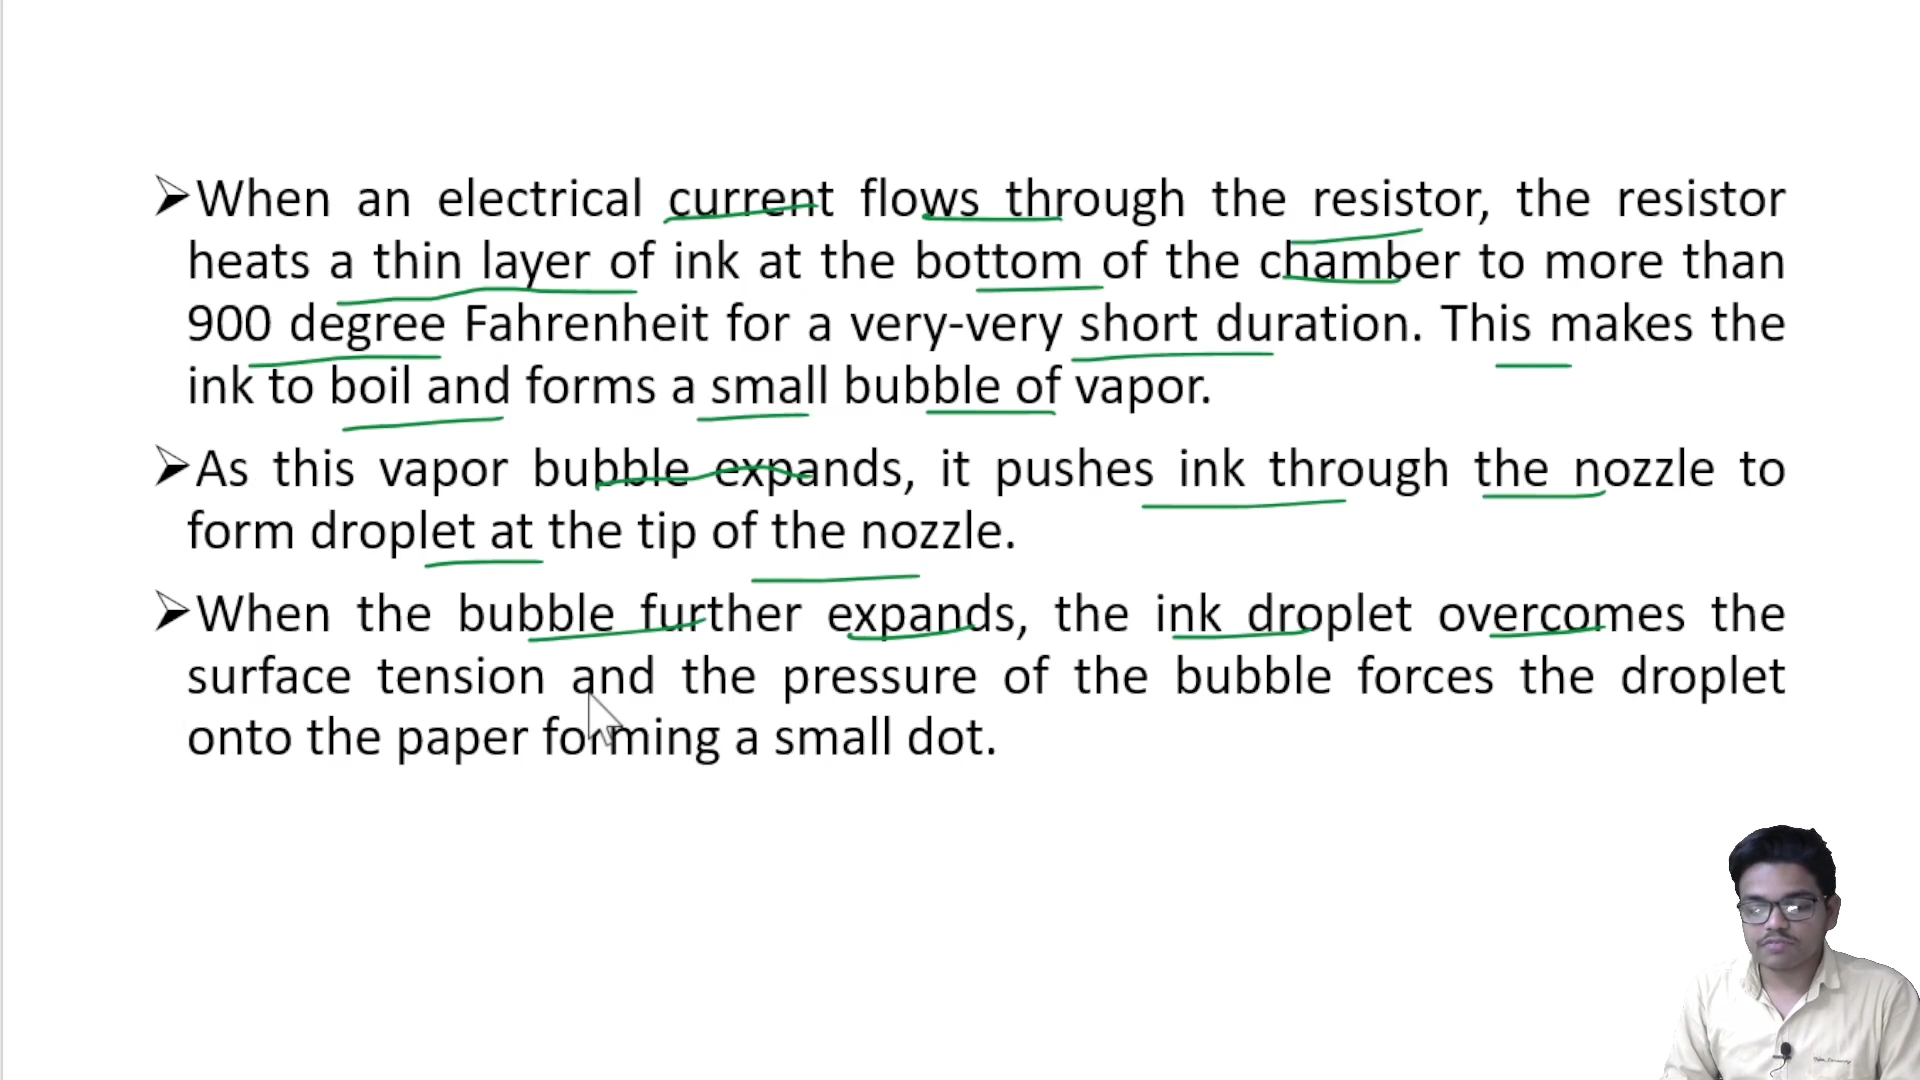 ➢When an electrical current flows through the resistor, the resistor
heats a thin layer of ink at the bottom of the chamber to more than
900 degree Fahrenheit for a very-very short duration. This makes the
ink to boil and forms a small bubble of vapor.
➢As this vapor bubble expands, it pushes ink through the nozzle to
form droplet at the tip of the nozzle.
➢When the bubble further expands, the ink droplet overcomes the
surface tension and the pressure of the bubble forces the droplet
onto the paper forming a small dot.